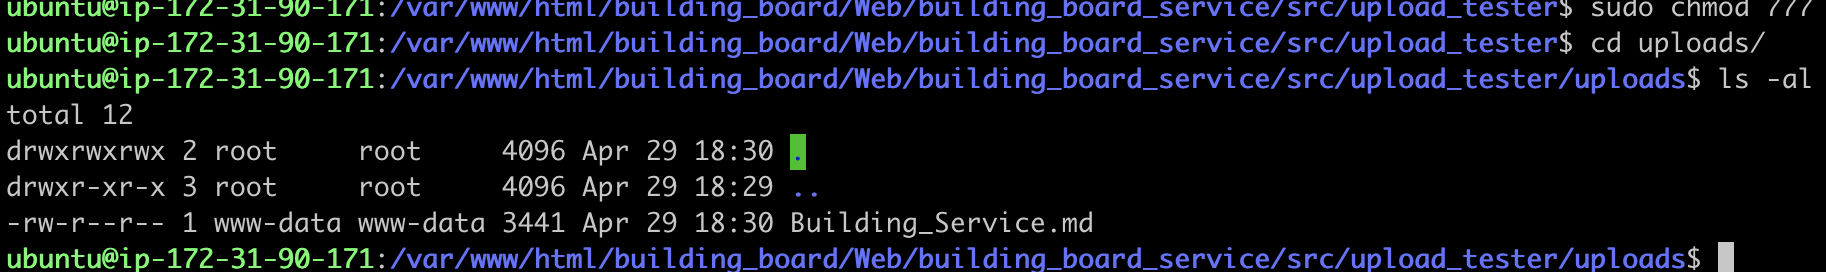 ubuntu@ip-172-31-90-171:/var/www/html/building_board/Web/building_board_service/src/upload_tester$ sudo chmod 777
ubuntu@ip-172-31-90-171:/var/www/html/building_board/Web/building_board_service/src/upload_tester$ cd uploads/
ubuntu@ip-172-31-90-171:/var/www/html/building_board/Web/building_board_service/src/upload_tester/uploads$ ls -al
total 12
drwxrwxrwx 2 root     root     4096 Apr 29 18:30 .
drwxr-xr-x 3 root     root     4096 Apr 29 18:29 ..
-rw-r--r-- 1 www-data www-data 3441 Apr 29 18:30 Building_Service.md
ubuntu@ip-172-31-90-171:/var/www/html/building_board/Web/building_board_service/src/upload_tester/uploads$